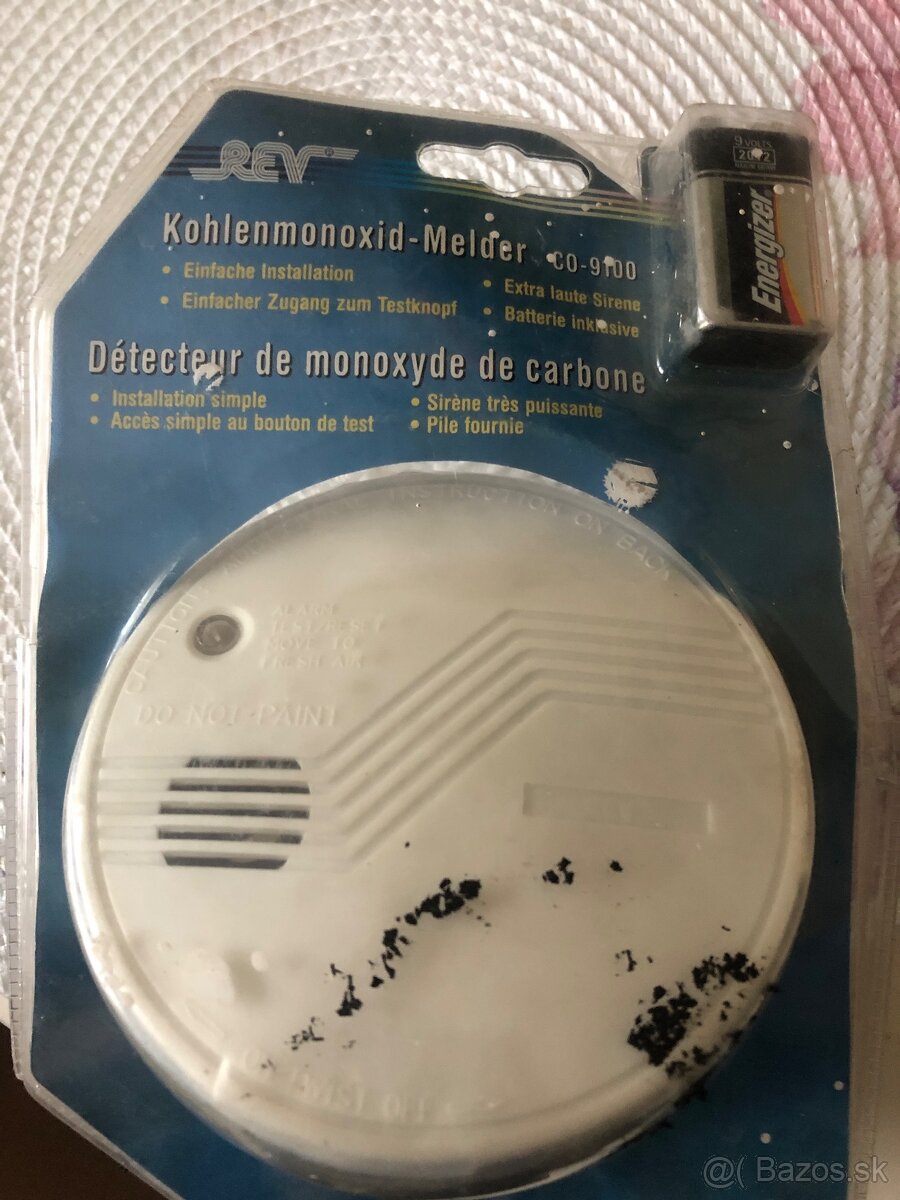 REV
Kohlenmonoxid-Melder CO-9100
• Einfache Installation
• Einfacher Zugang zum Testknopf
• Extra laute Sirene
• Batterie inklusive
Détecteur de monoxyde de carbone
• Installation simple
• Accès simple au bouton de test
• Sirène très puissante
• Pile fournie
9 VOLTS
Energizer
CAUTION: INSTRUCTION ON BACK
ALARM
TEST/RESET
MOVE TO
FRESH AIR
DO NOT PAINT
@( Bazos.sk